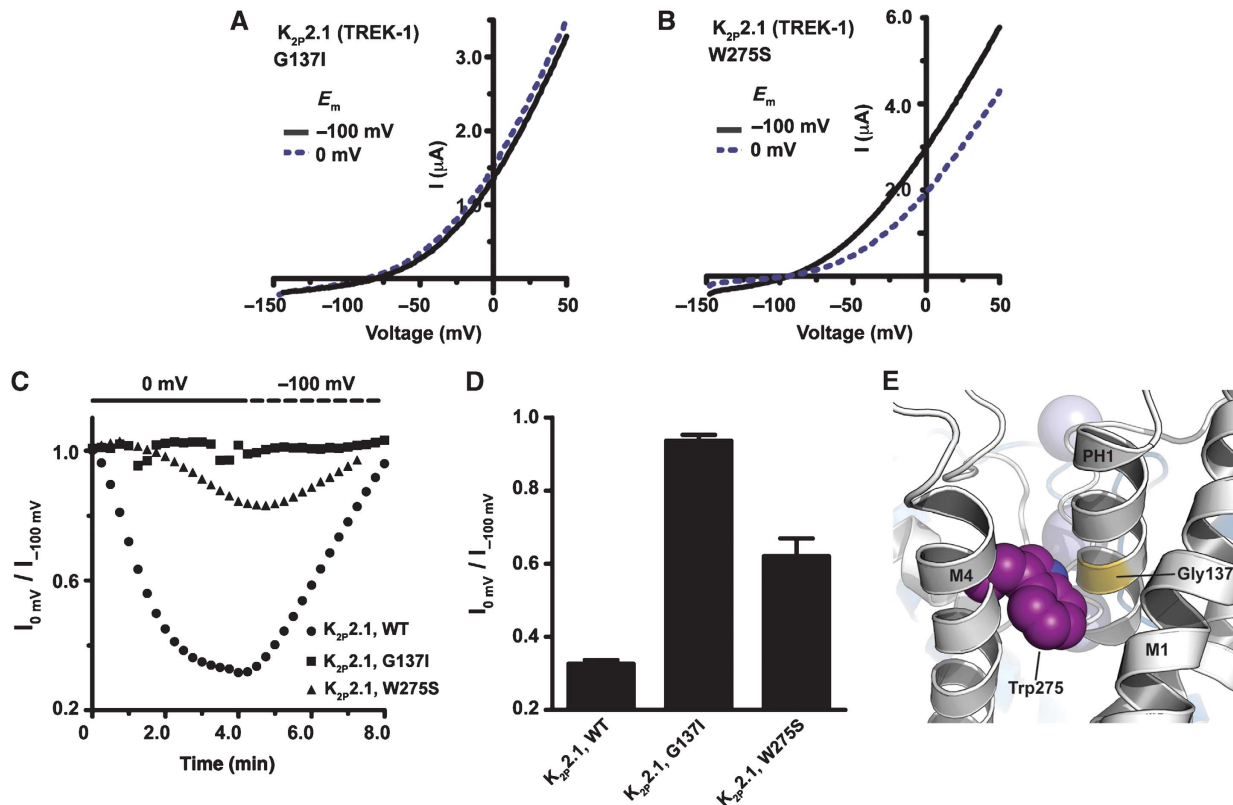 A
K2P2.1 (TREK-1)
G137I
Em
–100 mV
0 mV
I (μA)
3.0
2.0
1.0
–150
–100
–50
0
50
Voltage (mV)
B
K2P2.1 (TREK-1)
W275S
Em
–100 mV
0 mV
I (μA)
6.0
4.0
2.0
–150
–100
–50
0
50
Voltage (mV)
C
0 mV
–100 mV
I0 mV / I–100 mV
1.0
0.6
0.2
K2P2.1, WT
K2P2.1, G137I
K2P2.1, W275S
0
2.0
4.0
6.0
8.0
Time (min)
D
I0 mV / I–100 mV
1.0
0.8
0.6
0.4
0.2
K2P2.1, WT
K2P2.1, G137I
K2P2.1, W275S
E
PH1
M4
Gly137
M1
Trp275